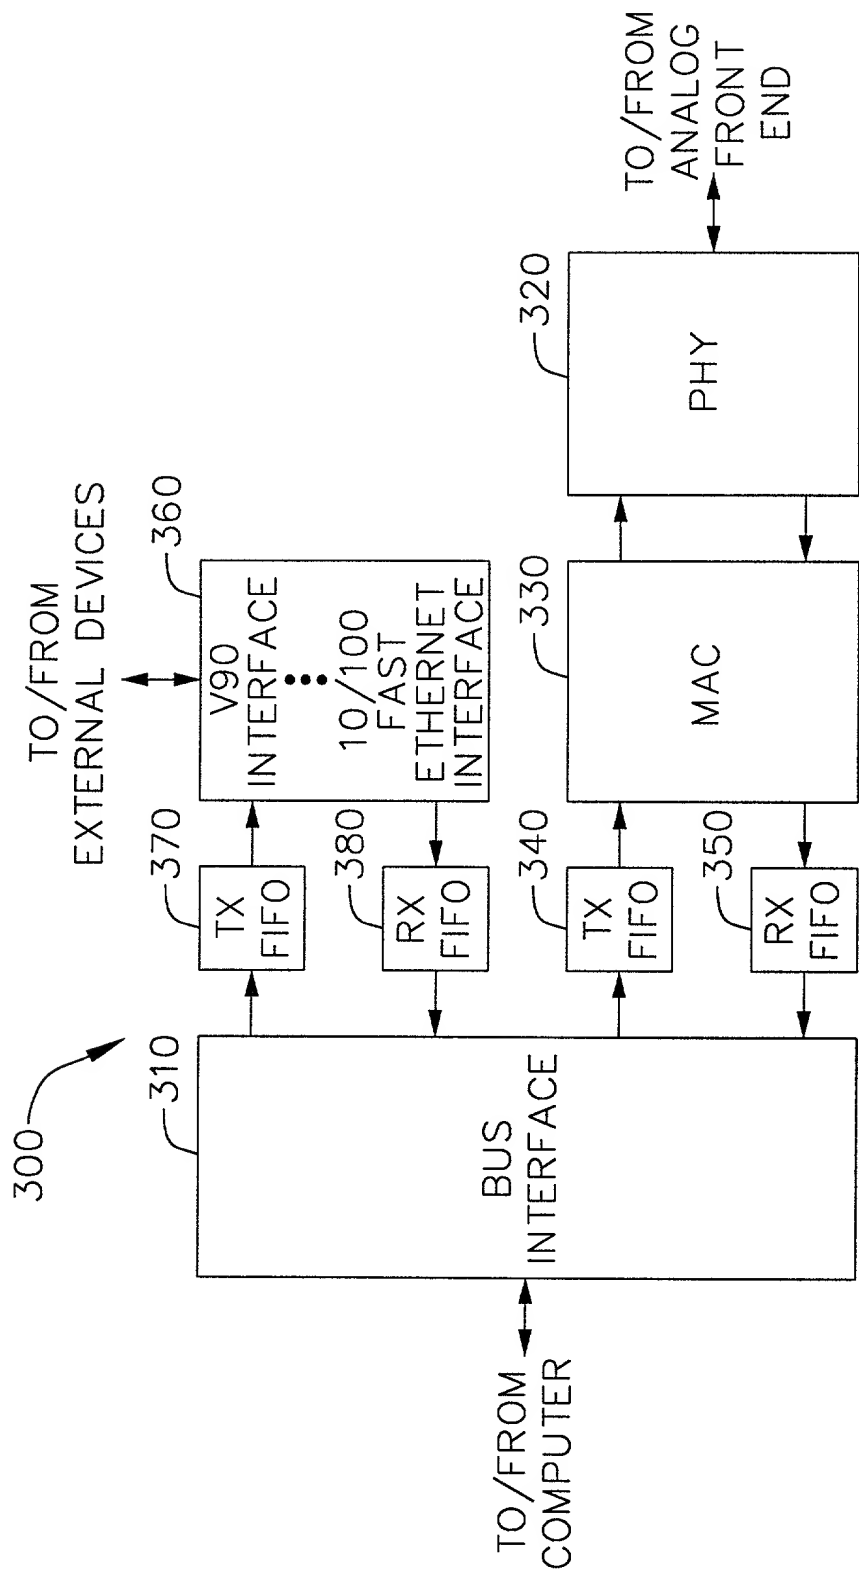 300
TO/FROM
COMPUTER
310
BUS
INTERFACE
370
TX
FIFO
380
RX
FIFO
340
TX
FIFO
350
RX
FIFO
TO/FROM
EXTERNAL DEVICES
360
V90
INTERFACE
10/100
FAST
ETHERNET
INTERFACE
330
MAC
320
PHY
TO/FROM
ANALOG
FRONT
END